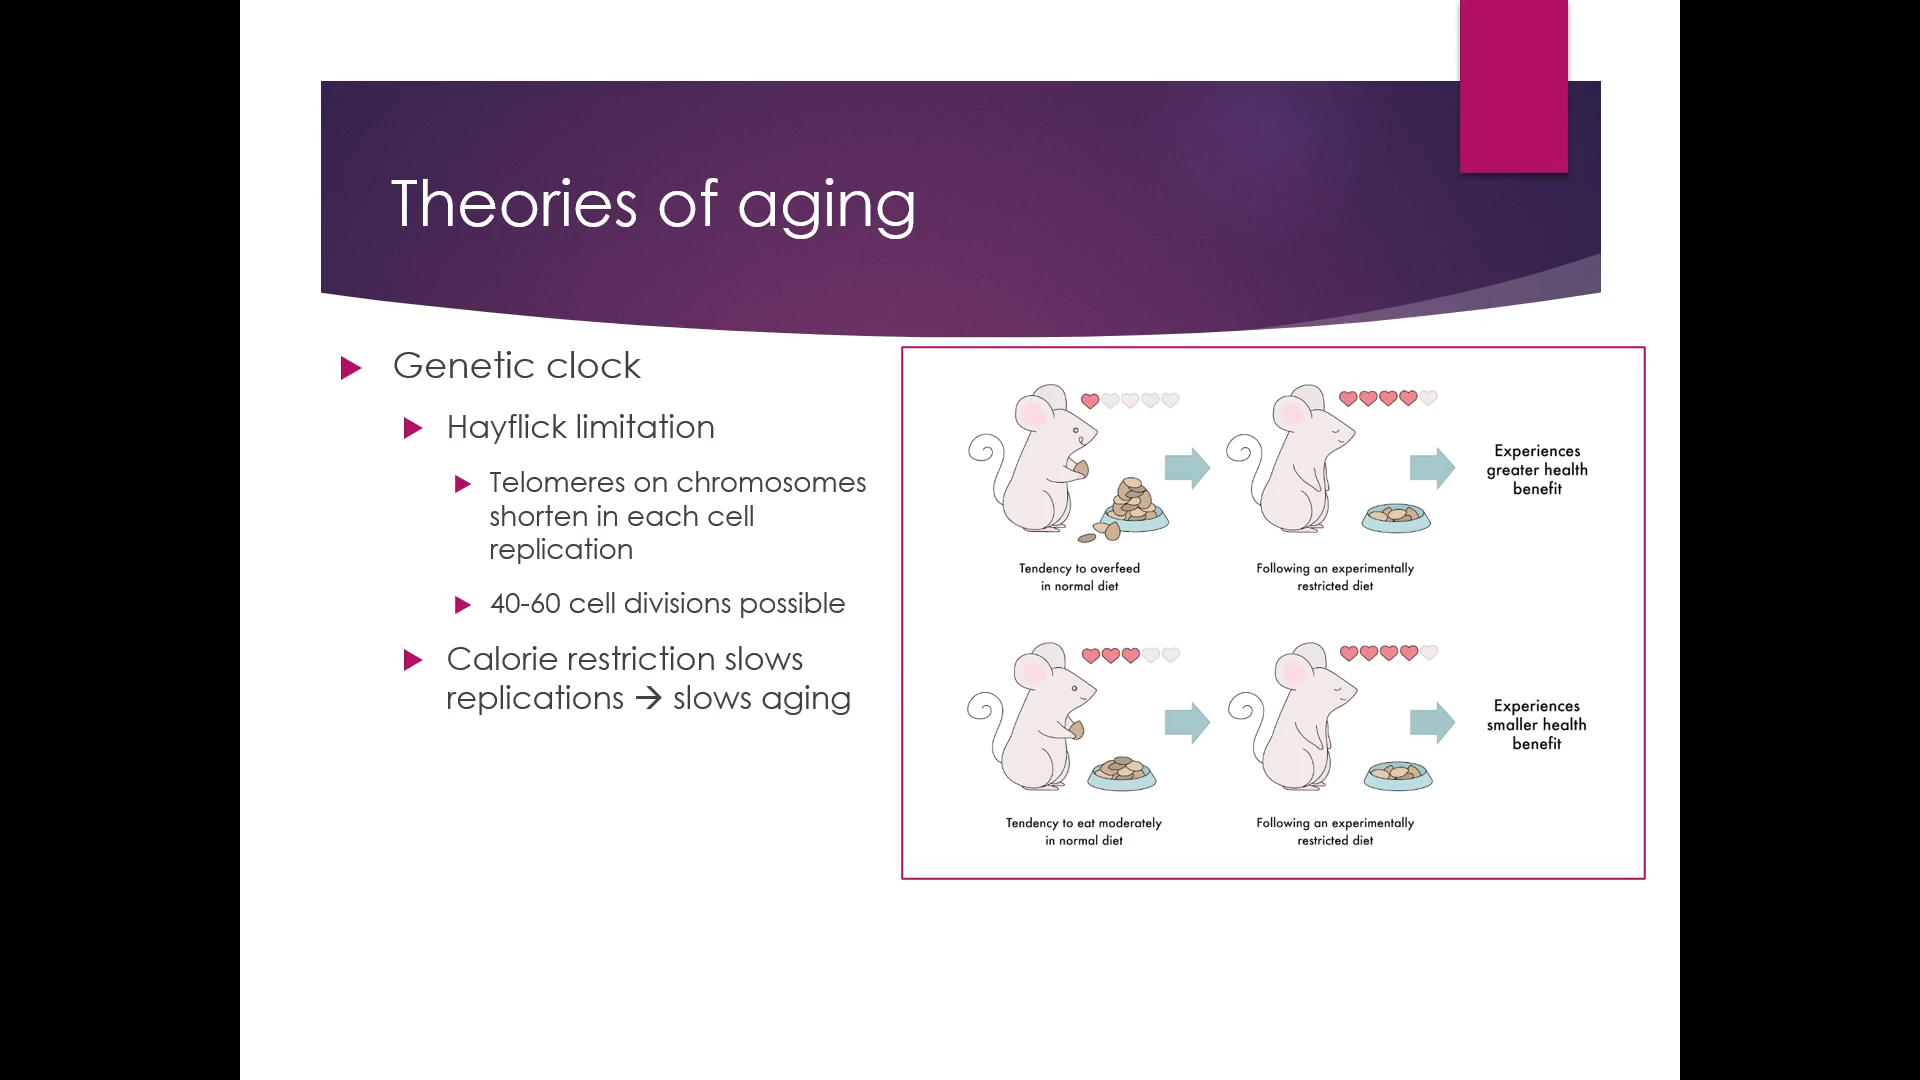 Theories of aging
Genetic clock
Hayflick limitation
Telomeres on chromosomes
shorten in each cell
replication
40-60 cell divisions possible
Calorie restriction slows
replications → slows aging
Tendency to overfeed
in normal diet
Following an experimentally
restricted diet
Experiences
greater health
benefit
Tendency to eat moderately
in normal diet
Following an experimentally
restricted diet
Experiences
smaller health
benefit